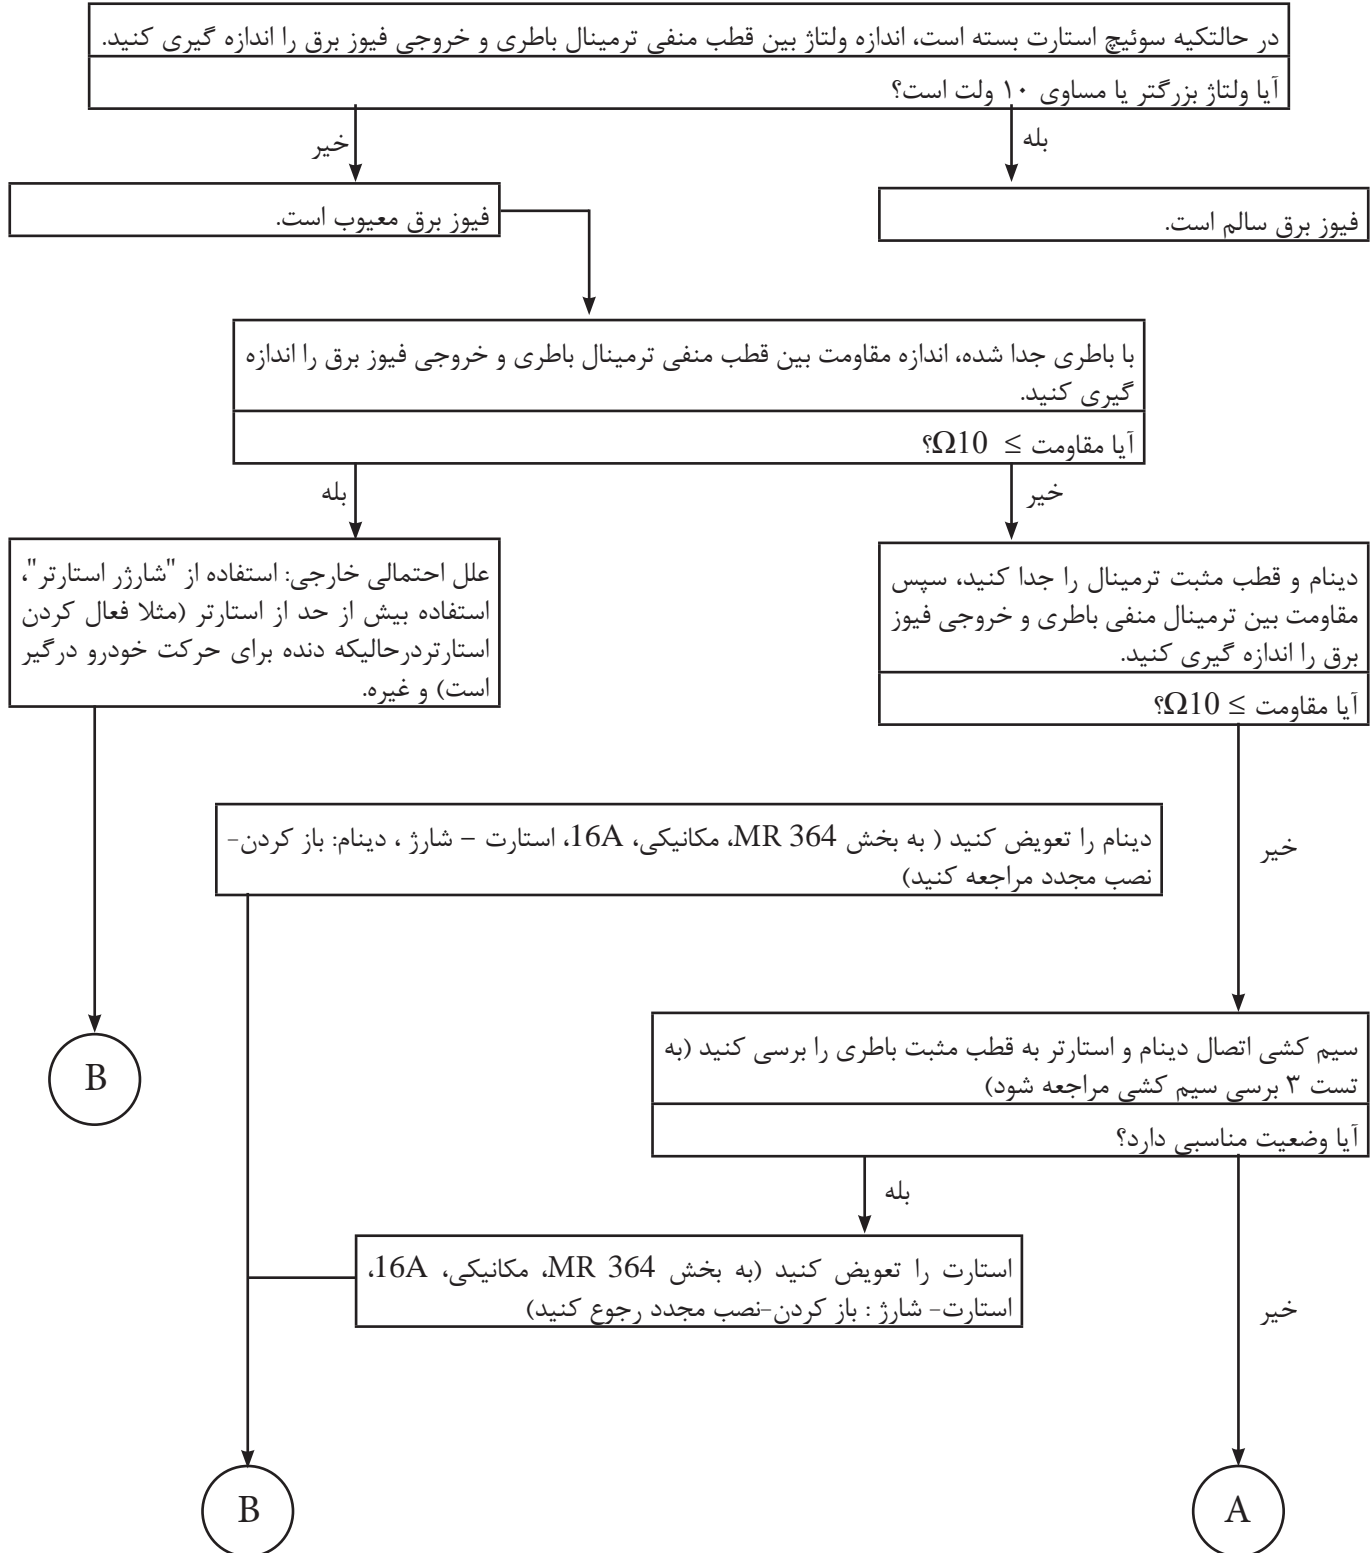 در حالتکیه سوئیچ استارت بسته است، اندازه ولتاژ بین قطب منفی ترمینال باطری و خروجی فیوز برق را اندازه گیری کنید.
آیا ولتاژ بزرگتر یا مساوی ۱۰ ولت است؟
بله
خیر
فیوز برق سالم است.
فیوز برق معیوب است.
با باطری جدا شده، اندازه مقاومت بین قطب منفی ترمینال باطری و خروجی فیوز برق را اندازه
گیری کنید.
آیا مقاومت ≥ Ω10؟
خیر
بله
دینام و قطب مثبت ترمینال را جدا کنید، سپس
مقاومت بین ترمینال منفی باطری و خروجی فیوز
برق را اندازه گیری کنید.
آیا مقاومت ≥ Ω10؟
علل احتمالی خارجی: استفاده از "شارژر استارتر"،
استفاده بیش از حد از استارتر (مثلا فعال کردن
استارتردرحالیکه دنده برای حرکت خودرو درگیر
است) و غیره.
دینام را تعویض کنید ( به بخش MR 364، مکانیکی، 16A، استارت – شارژ ، دینام: باز کردن-
نصب مجدد مراجعه کنید)
خیر
سیم کشی اتصال دینام و استارتر به قطب مثبت باطری را برسی کنید (به
تست ۳ برسی سیم کشی مراجعه شود)
آیا وضعیت مناسبی دارد؟
B
بله
استارت را تعویض کنید (به بخش MR 364، مکانیکی، 16A،
استارت- شارژ : باز کردن-نصب مجدد رجوع کنید)
خیر
A
B